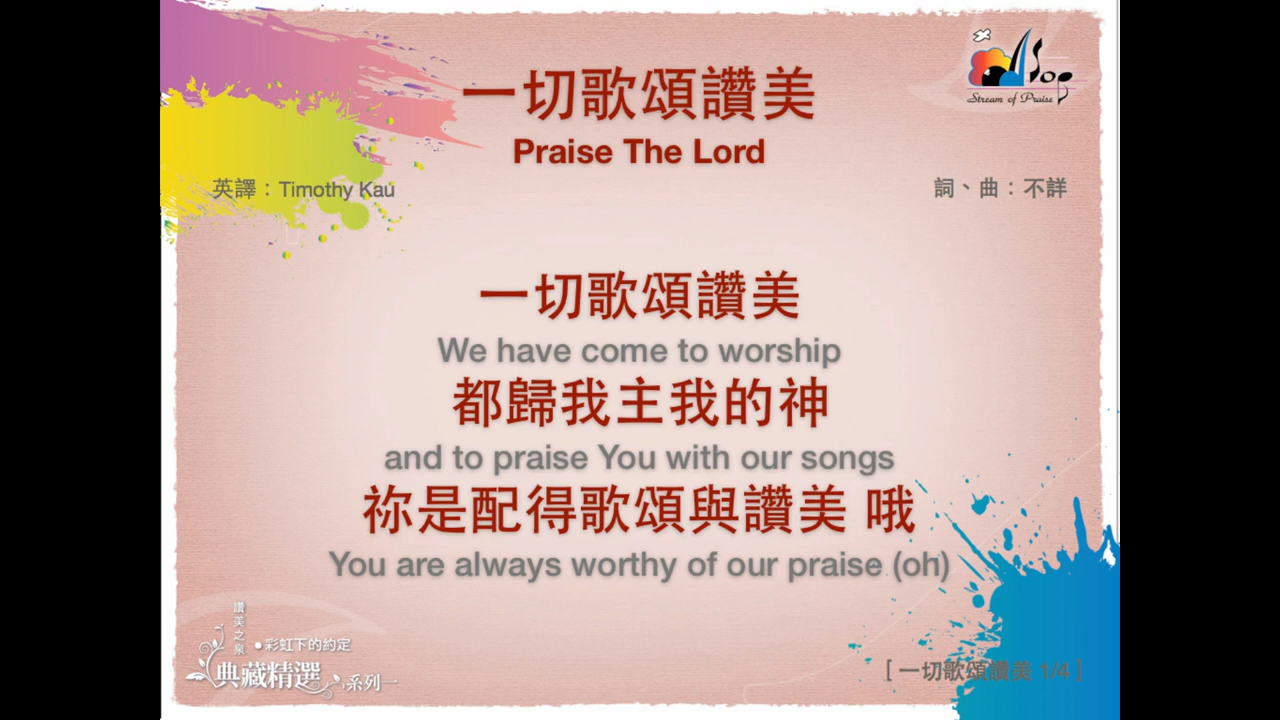 一切歌頌讚美
Praise The Lord
英譯：Timothy Kau
詞、曲：不詳
SOP
Stream of Praise
一切歌頌讚美
We have come to worship
都歸我主我的神
and to praise You with our songs
祢是配得歌頌與讚美 哦
You are always worthy of our praise (oh)
讚美之泉
●彩虹下的約定
典藏精選 系列一
[ 一切歌頌讚美 1/4 ]